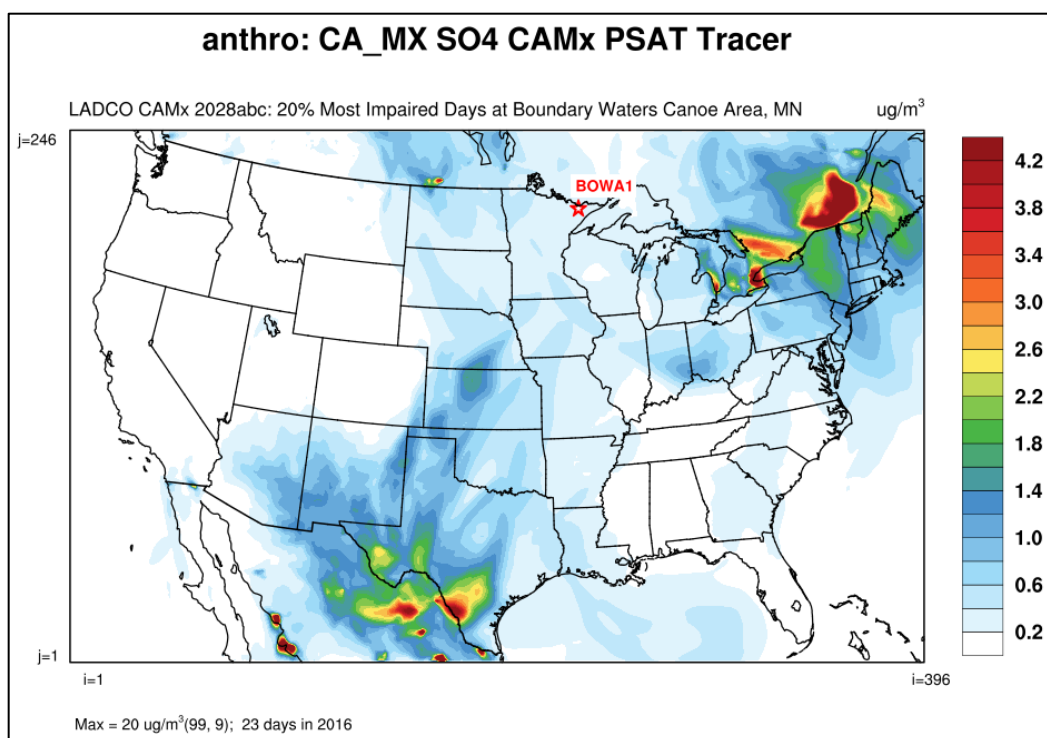 anthro: CA_MX SO4 CAMx PSAT Tracer
LADCO CAMx 2028abc: 20% Most Impaired Days at Boundary Waters Canoe Area, MN ug/m³
j=246
BOWA1
4.2
3.8
3.4
3.0
2.6
2.2
1.8
1.4
1.0
0.6
0.2
j=1
i=1 i=396
Max = 20 ug/m³(99, 9); 23 days in 2016